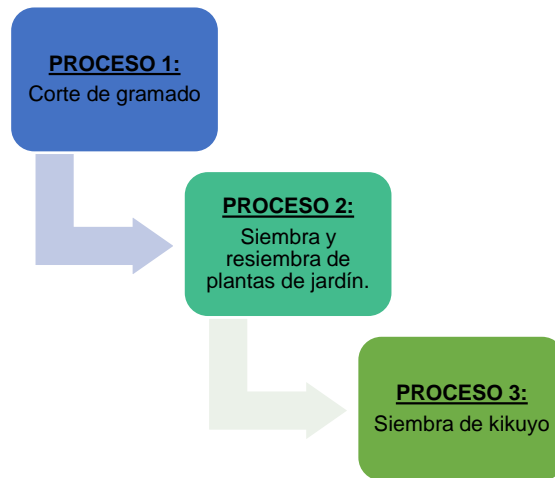 PROCESO 1:
Corte de gramado
PROCESO 2:
Siembra y
resiembra de
plantas de jardín.
PROCESO 3:
Siembra de kikuyo